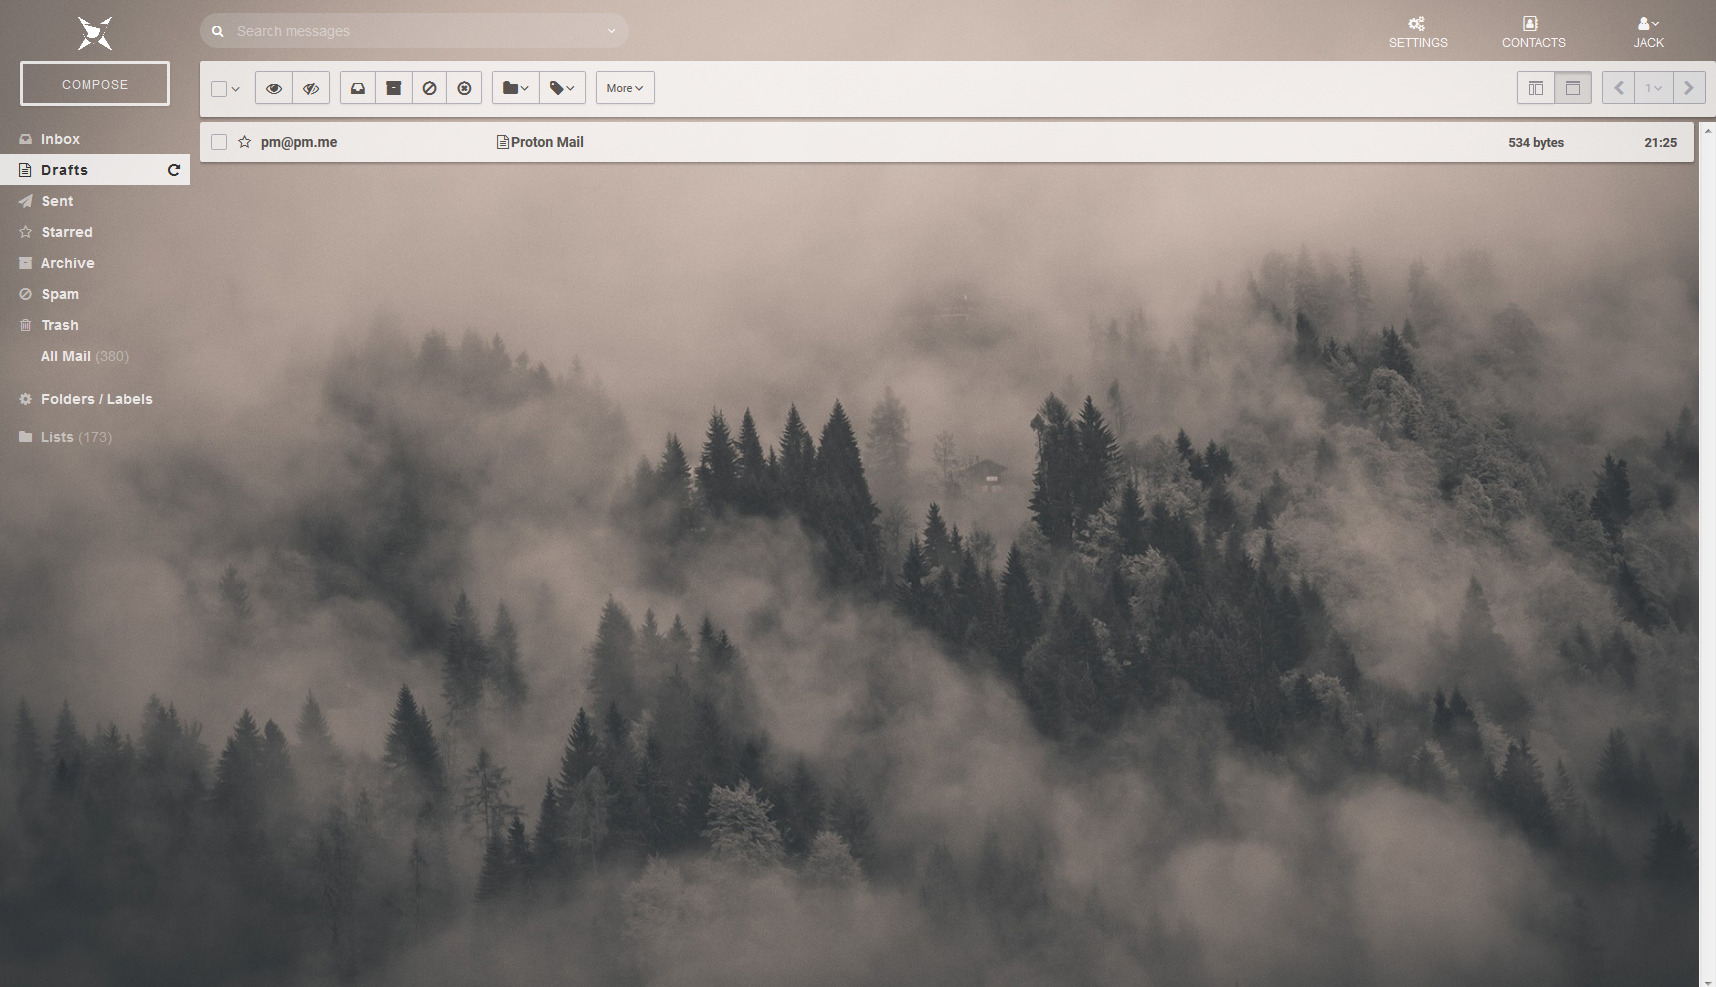 Search messages
SETTINGS
CONTACTS
JACK
COMPOSE
More
1
Inbox
Drafts
Sent
Starred
Archive
Spam
Trash
All Mail (380)
Folders / Labels
Lists (173)
pm@pm.me Proton Mail 534 bytes 21:25